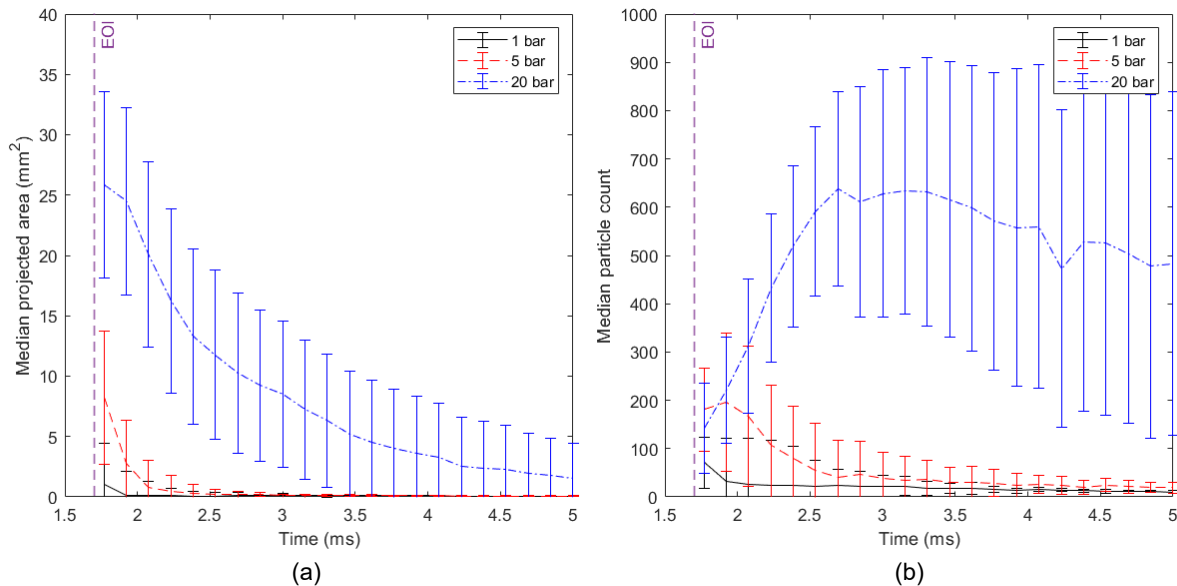 40
35
30
25
20
15
10
5
0
Median projected area (mm²)
EOI
1 bar
5 bar
20 bar
1.5 2 2.5 3 3.5 4 4.5 5
Time (ms)
(a)
1000
900
800
700
600
500
400
300
200
100
0
Median particle count
EOI
1 bar
5 bar
20 bar
1.5 2 2.5 3 3.5 4 4.5 5
Time (ms)
(b)